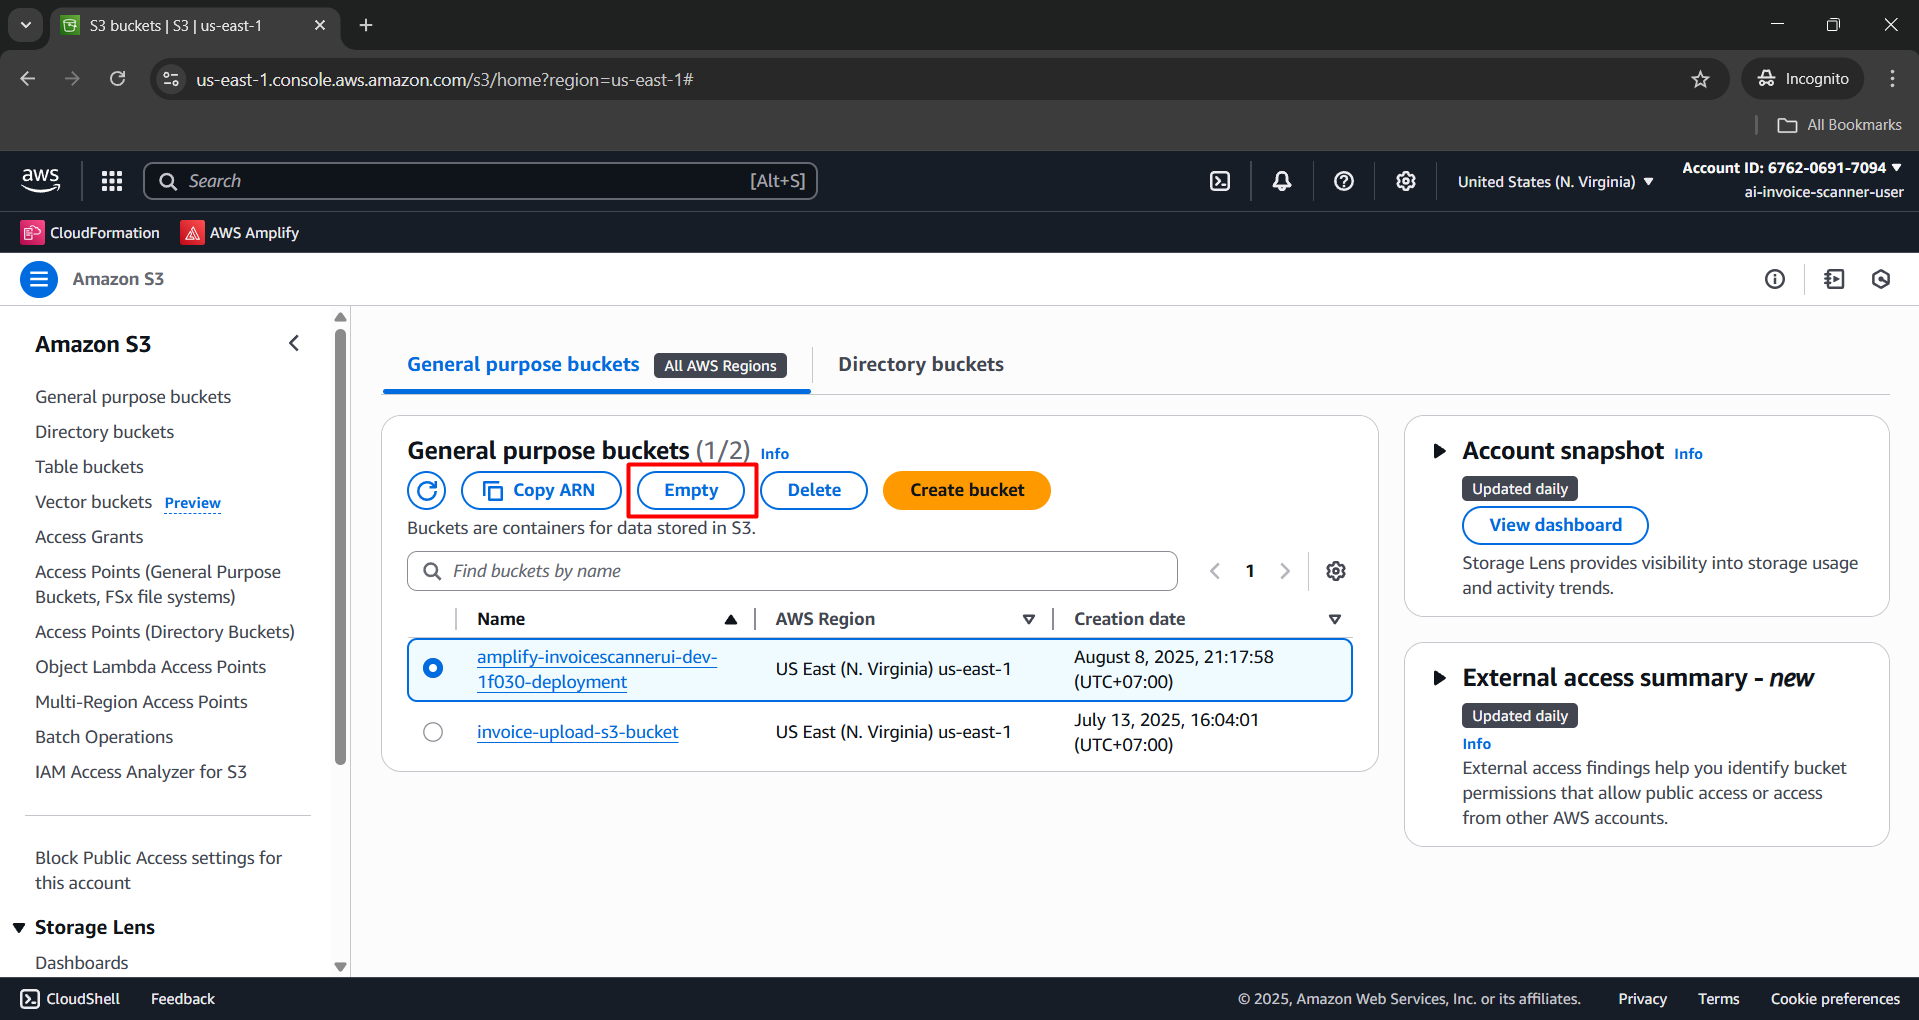 S3 buckets | S3 | us-east-1
us-east-1.console.aws.amazon.com/s3/home?region=us-east-1#
Incognito
All Bookmarks
aws
Search
[Alt+S]
United States (N. Virginia)
Account ID: 6762-0691-7094
ai-invoice-scanner-user
CloudFormation
AWS Amplify
Amazon S3
Amazon S3
General purpose buckets
Directory buckets
Table buckets
Vector buckets Preview
Access Grants
Access Points (General Purpose
Buckets, FSx file systems)
Access Points (Directory Buckets)
Object Lambda Access Points
Multi-Region Access Points
Batch Operations
IAM Access Analyzer for S3
Block Public Access settings for
this account
Storage Lens
Dashboards
General purpose buckets All AWS Regions
Directory buckets
General purpose buckets (1/2) Info
Copy ARN
Empty
Delete
Create bucket
Buckets are containers for data stored in S3.
Find buckets by name
1
Name
AWS Region
Creation date
amplify-invoicescannerui-dev-
1f030-deployment
US East (N. Virginia) us-east-1
August 8, 2025, 21:17:58
(UTC+07:00)
invoice-upload-s3-bucket
US East (N. Virginia) us-east-1
July 13, 2025, 16:04:01
(UTC+07:00)
Account snapshot Info
Updated daily
View dashboard
Storage Lens provides visibility into storage usage
and activity trends.
External access summary - new
Updated daily
Info
External access findings help you identify bucket
permissions that allow public access or access
from other AWS accounts.
CloudShell
Feedback
© 2025, Amazon Web Services, Inc. or its affiliates.
Privacy
Terms
Cookie preferences